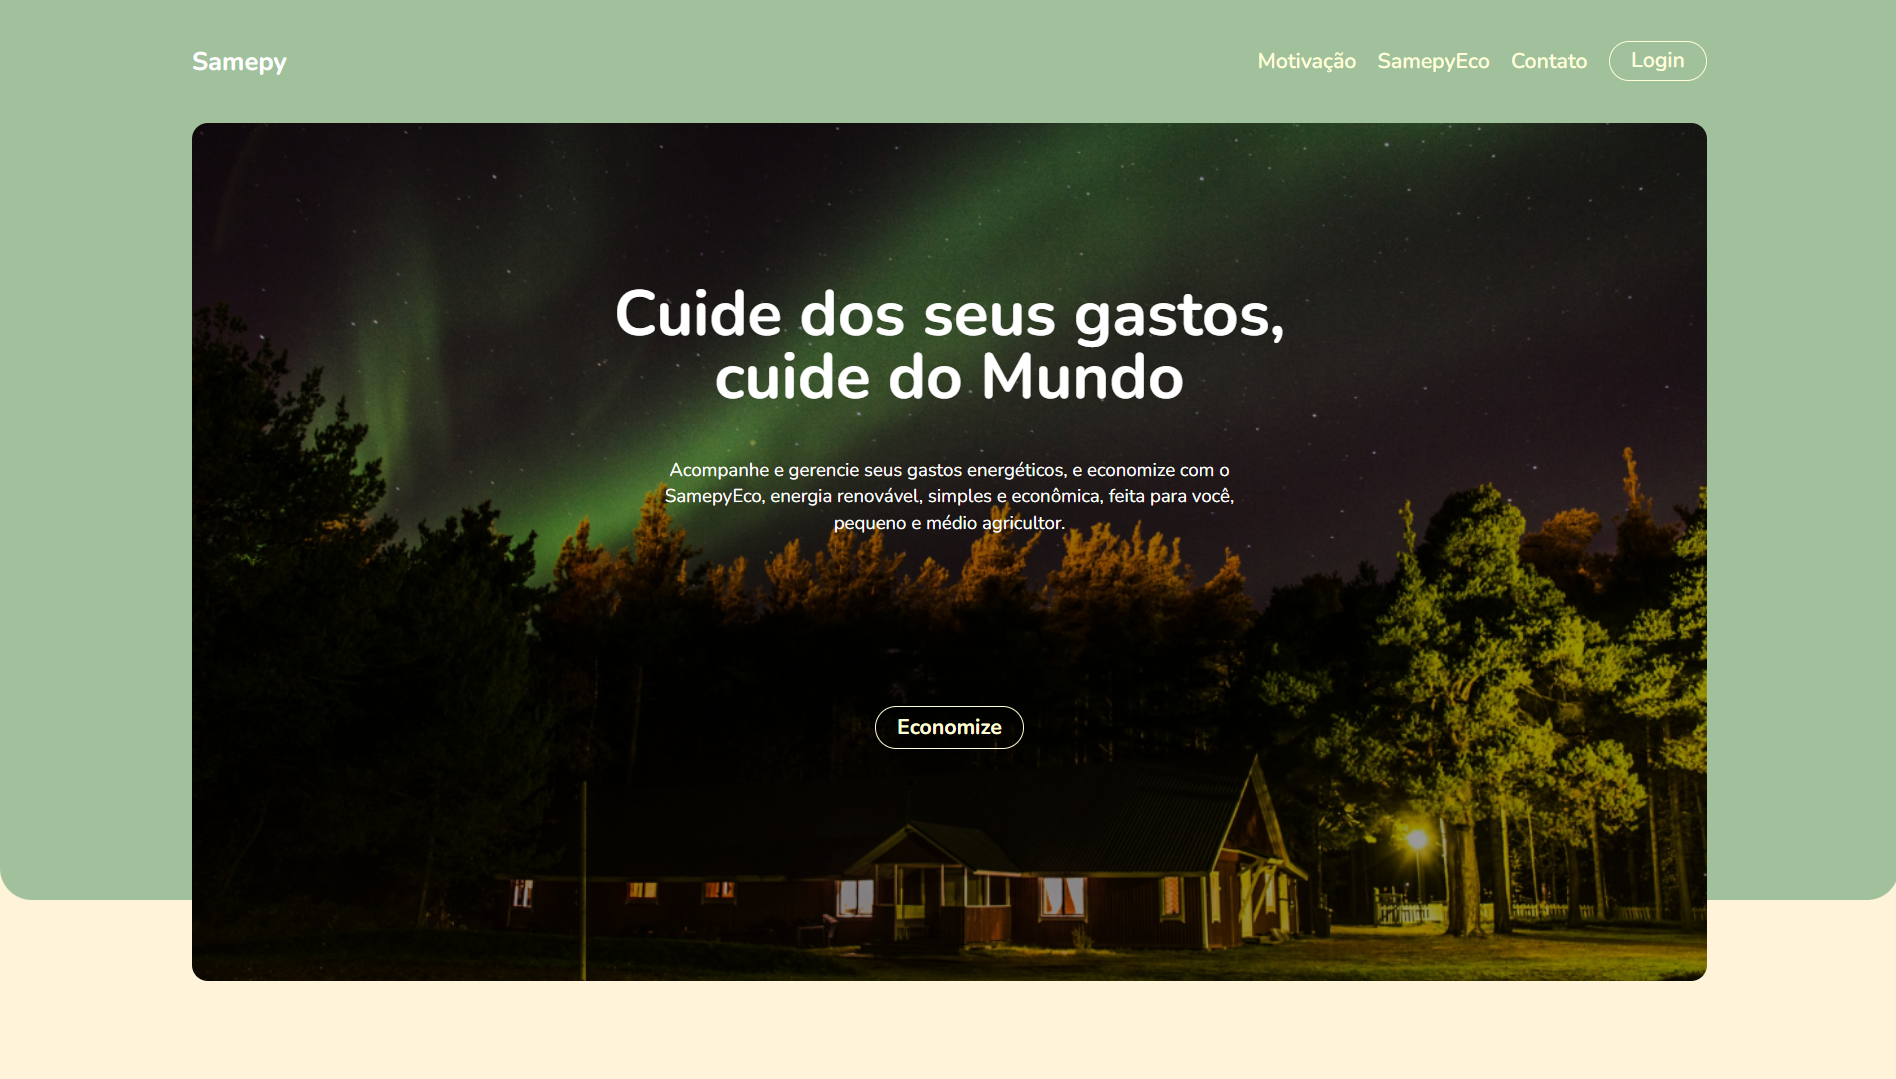 Samepy
Motivação SamepyEco Contato Login
Cuide dos seus gastos,
cuide do Mundo
Acompanhe e gerencie seus gastos energéticos, e economize com o
SamepyEco, energia renovável, simples e econômica, feita para você,
pequeno e médio agricultor.
Economize